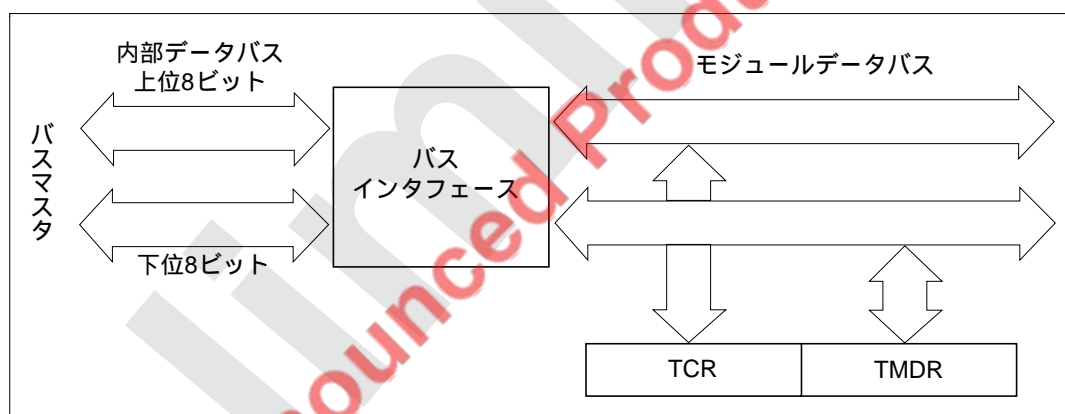 内部データバス
上位8ビット
モジュールデータバス
バスマスタ
バス
インタフェース
下位8ビット
TCR
TMDR